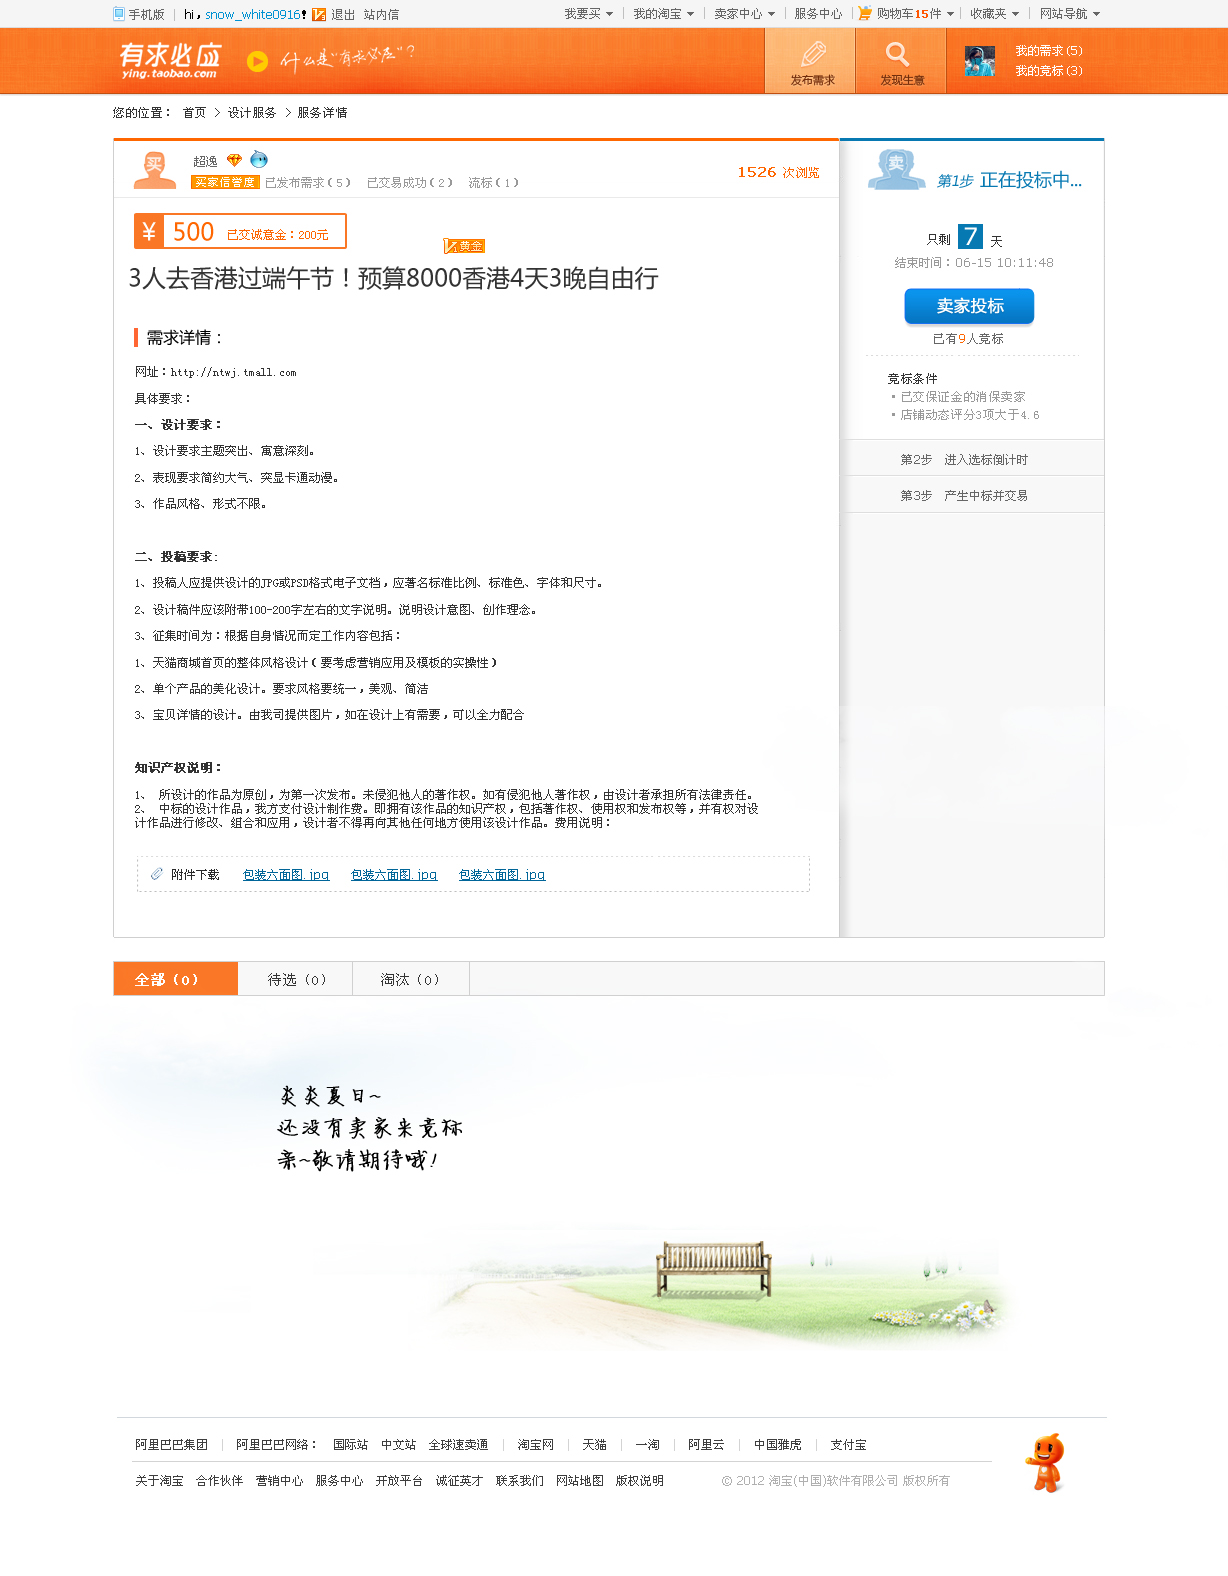 手机版 | hi，snow_white0916！ 退出 站内信 我要买 | 我的淘宝 | 卖家中心 | 服务中心 | 购物车15件 | 收藏夹 | 网站导航
有求必应
ying.taobao.com
什么是“有求必应”？
发布需求
发现生意
我的需求(5)
我的竞标(3)
您的位置： 首页 > 设计服务 > 服务详情
买
超逸
买家信誉度 已发布需求(5) 已交易成功(2) 流标(1)
1526 次浏览
¥ 500 已交诚意金：200元
黄金
3人去香港过端午节！预算8000香港4天3晚自由行
需求详情：
网址：http://ntwj.tmall.com
具体要求：
一、设计要求：
1、设计要求主题突出、寓意深刻。
2、表现要求简约大气、突显卡通动漫。
3、作品风格、形式不限。
二、投稿要求:
1、投稿人应提供设计的JPG或PSD格式电子文档，应著名标准比例、标准色、字体和尺寸。
2、设计稿件应该附带100-200字左右的文字说明。说明设计意图、创作理念。
3、征集时间为：根据自身情况而定工作内容包括：
1、天猫商城首页的整体风格设计(要考虑营销应用及模板的实操性)
2、单个产品的美化设计。要求风格要统一，美观、简洁
3、宝贝详情的设计。由我司提供图片，如在设计上有需要，可以全力配合
知识产权说明：
1、 所设计的作品为原创，为第一次发布。未侵犯他人的著作权。如有侵犯他人著作权，由设计者承担所有法律责任。
2、 中标的设计作品，我方支付设计制作费。即拥有该作品的知识产权，包括著作权、使用权和发布权等，并有权对设
计作品进行修改、组合和应用，设计者不得再向其他任何地方使用该设计作品。费用说明：
附件下载 包装六面图.jpg 包装六面图.jpg 包装六面图.jpg
卖
第1步 正在投标中...
只剩 7 天
结束时间：06-15 10:11:48
卖家投标
已有9人竞标
竞标条件
• 已交保证金的消保卖家
• 店铺动态评分3项大于4.6
第2步 进入选标倒计时
第3步 产生中标并交易
全部（0） 待选（0） 淘汰（0）
炎炎夏日~
还没有卖家来竞标
亲~敬请期待哦!
阿里巴巴集团 | 阿里巴巴网络： 国际站 中文站 全球速卖通 | 淘宝网 | 天猫 | 一淘 | 阿里云 | 中国雅虎 | 支付宝
关于淘宝 合作伙伴 营销中心 服务中心 开放平台 诚征英才 联系我们 网站地图 版权说明 © 2012 淘宝(中国)软件有限公司 版权所有